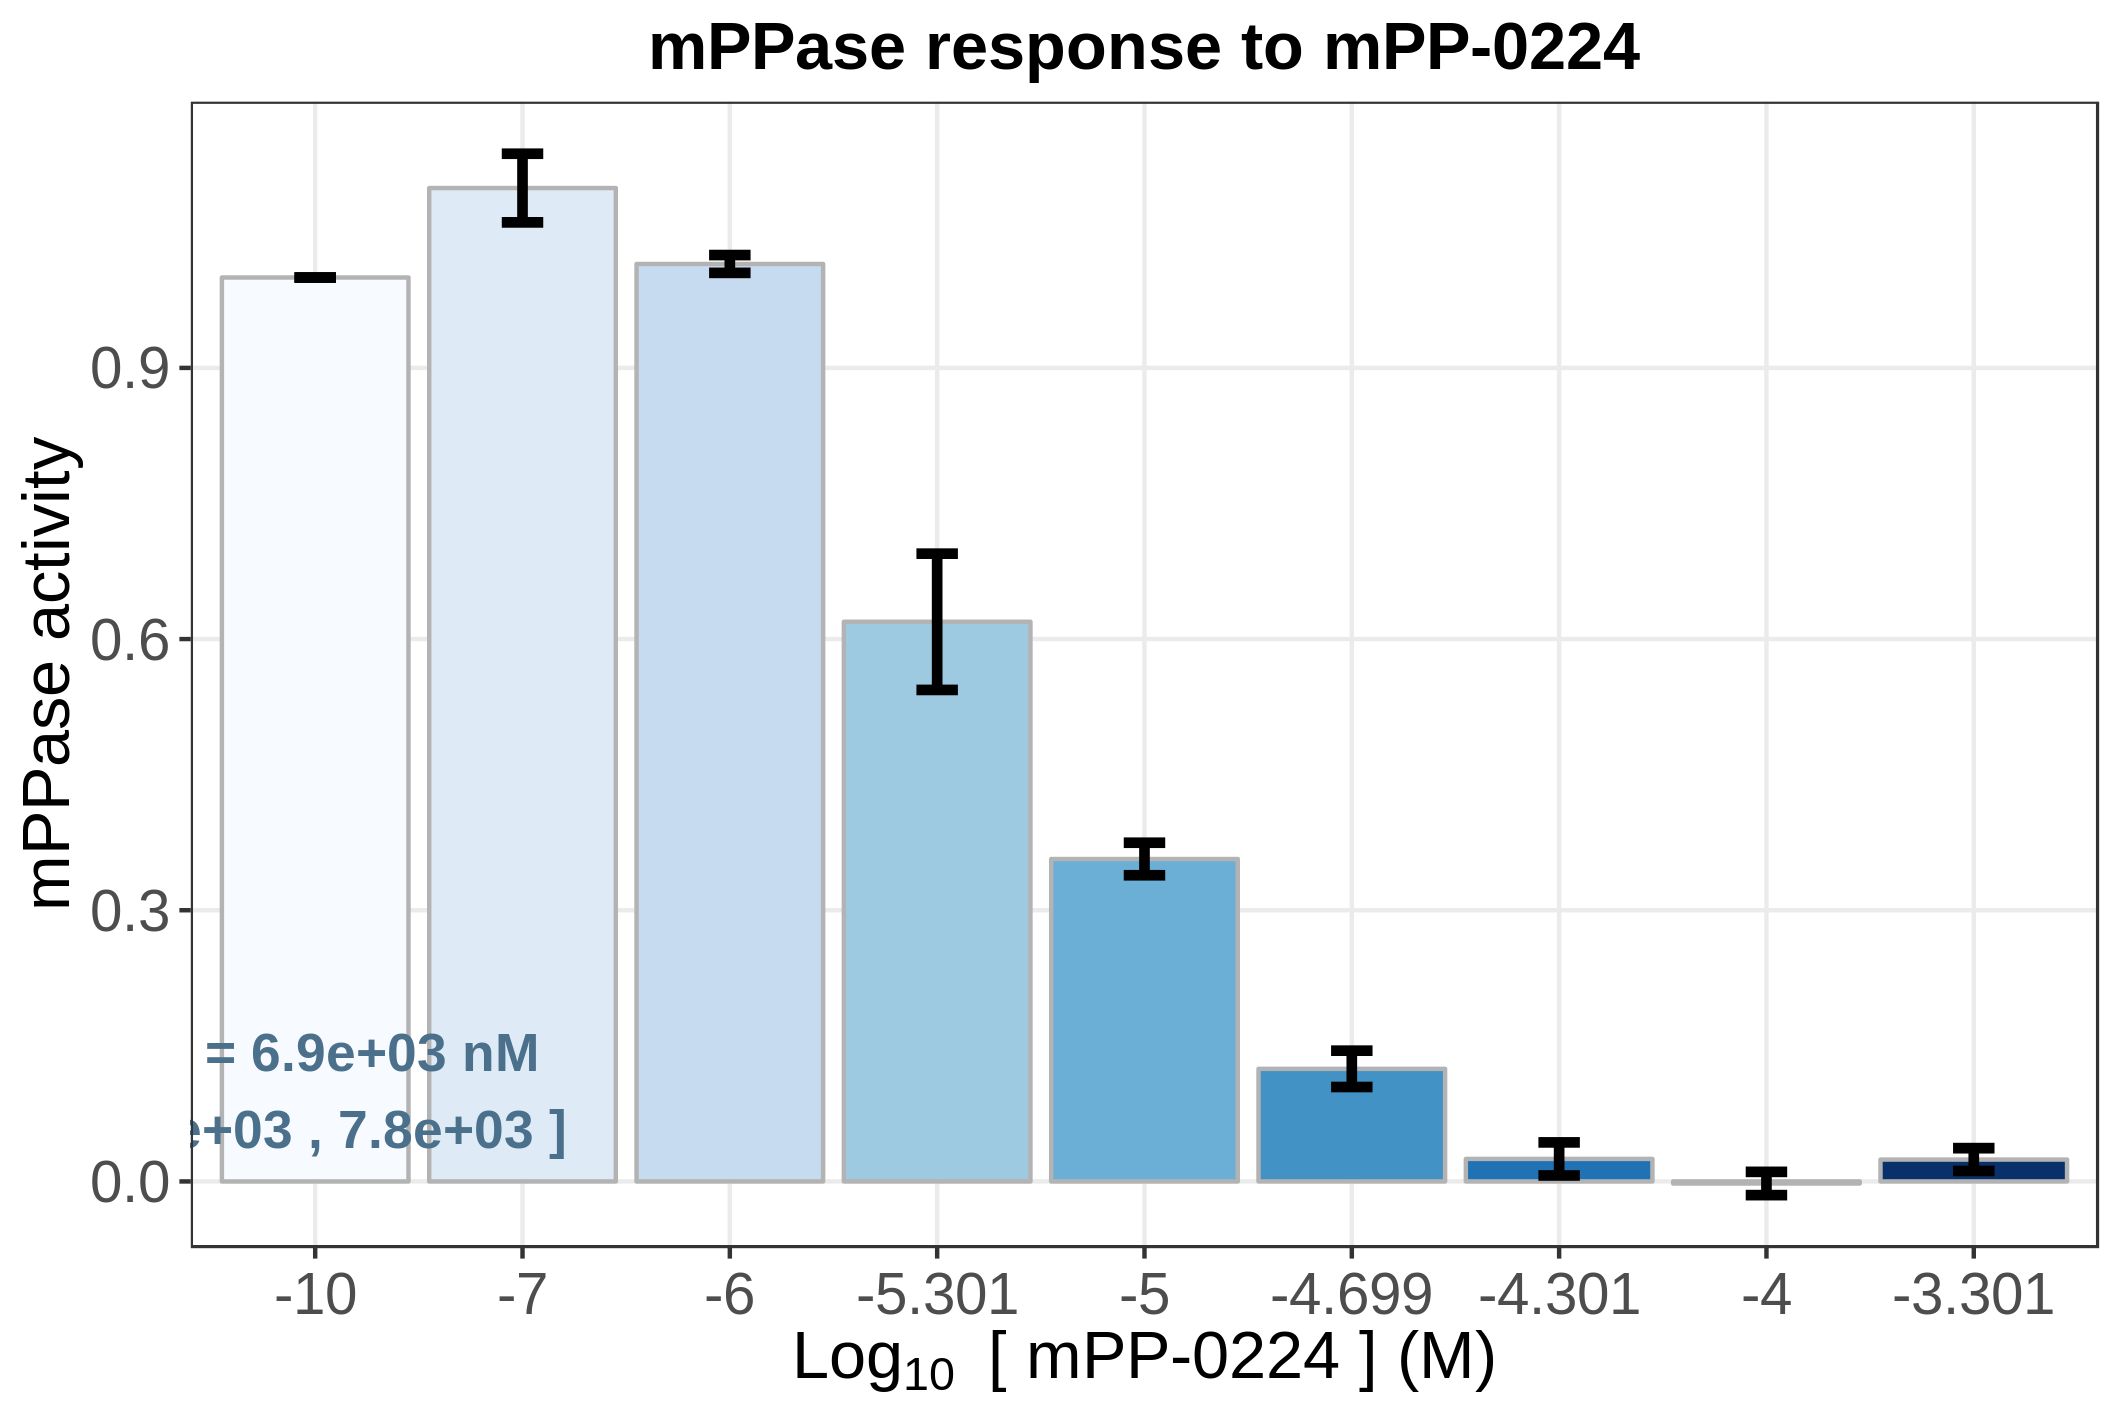 mPPase response to mPP-0224
mPPase activity
0.9
0.6
0.3
0.0
= 6.9e+03 nM
e+03 , 7.8e+03 ]
-10 -7 -6 -5.301 -5 -4.699 -4.301 -4 -3.301
Log10 [ mPP-0224 ] (M)